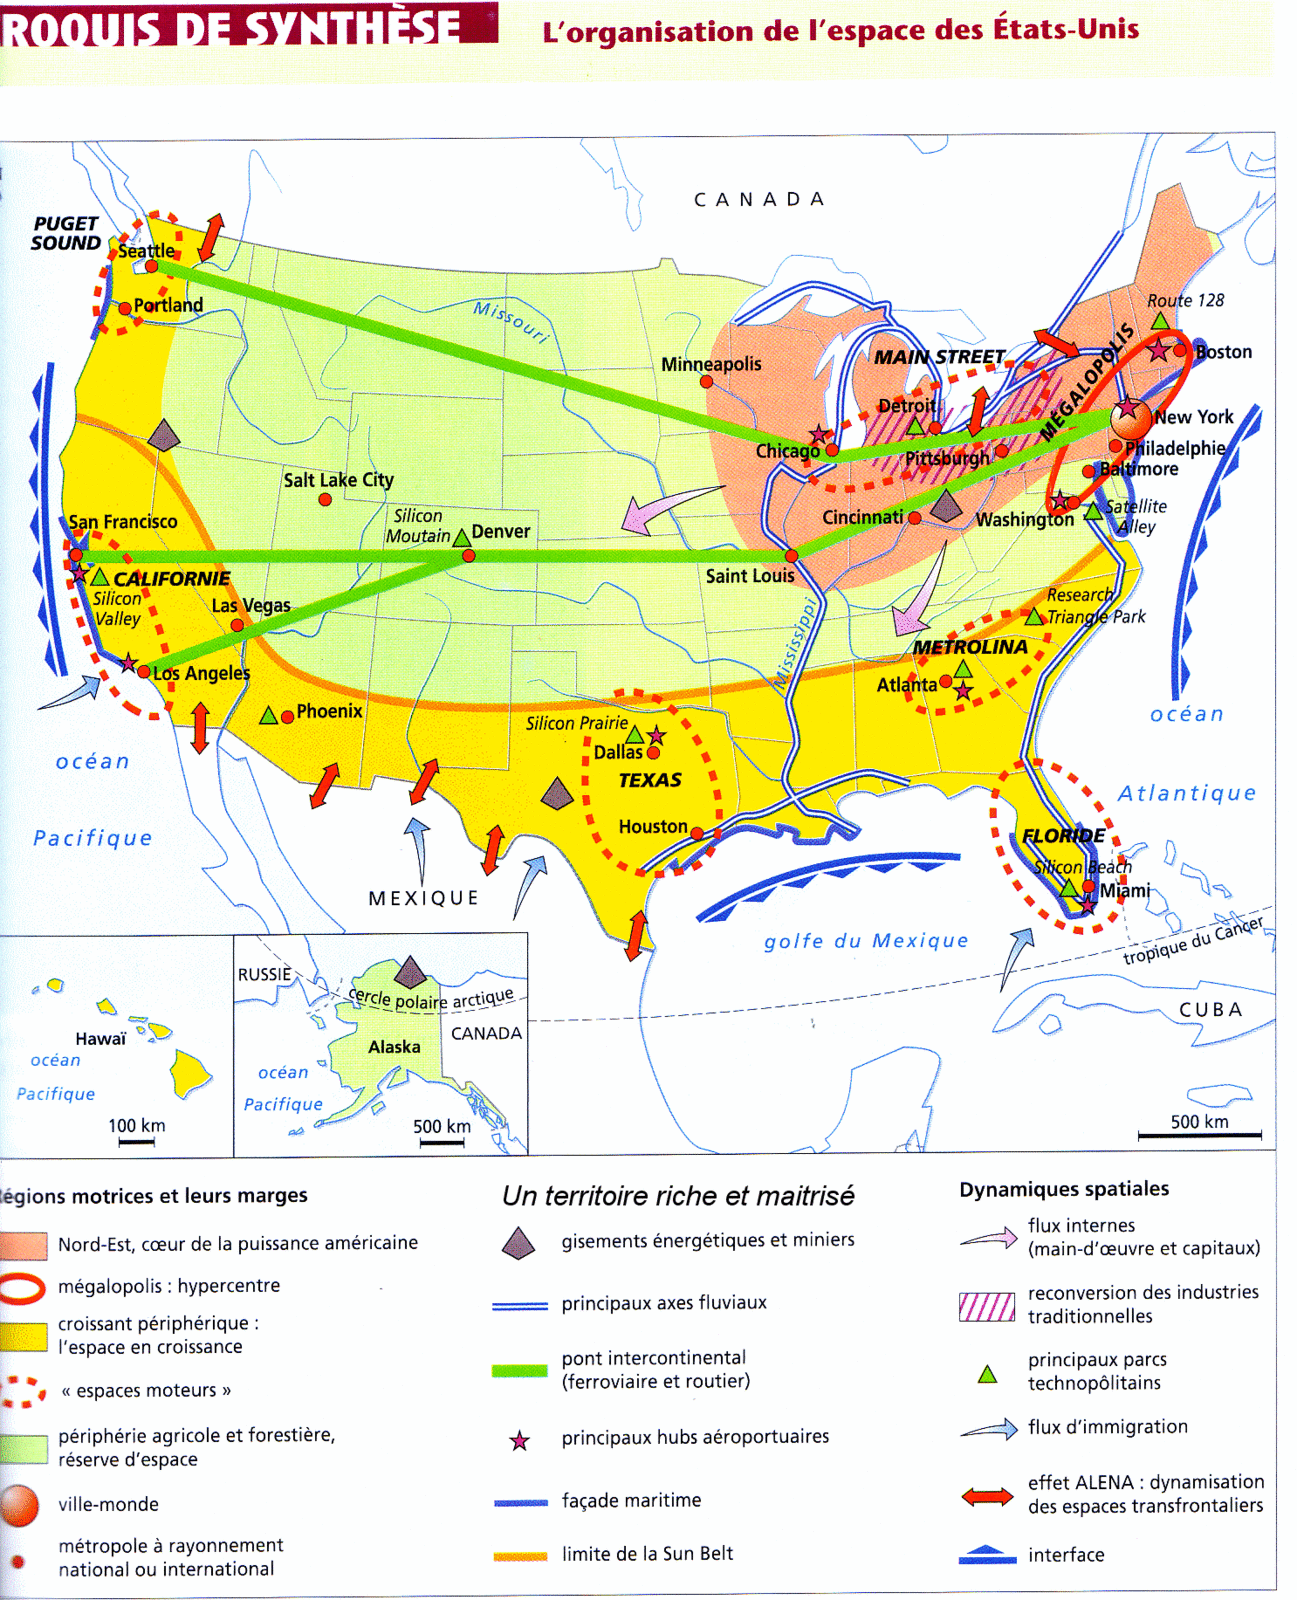 ROQUIS DE SYNTHÈSE
L'organisation de l'espace des États-Unis
CANADA
PUGET
SOUND
Seattle
Portland
Missouri
Minneapolis
MAIN STREET
Route 128
MÉGALOPOLIS
Boston
Detroit
New York
Chicago
Pittsburgh
Philadelphie
Baltimore
Salt Lake City
Silicon
Moutain
Denver
Cincinnati
Washington
Satellite
Alley
San Francisco
CALIFORNIE
Silicon
Valley
Las Vegas
Saint Louis
Mississippi
Research
Triangle Park
METROLINA
Los Angeles
Atlanta
Phoenix
Silicon Prairie
Dallas
TEXAS
Houston
océan
Pacifique
océan
Atlantique
FLORIDE
Silicon Beach
Miami
MEXIQUE
golfe du Mexique
tropique du Cancer
CUBA
Hawaï
océan
Pacifique
100 km
RUSSIE
cercle polaire arctique
CANADA
Alaska
océan
Pacifique
500 km
500 km
égions motrices et leurs marges
Nord-Est, cœur de la puissance américaine
mégalopolis : hypercentre
croissant périphérique :
l'espace en croissance
« espaces moteurs »
périphérie agricole et forestière,
réserve d'espace
ville-monde
métropole à rayonnement
national ou international
Un territoire riche et maitrisé
gisements énergétiques et miniers
principaux axes fluviaux
pont intercontinental
(ferroviaire et routier)
principaux hubs aéroportuaires
façade maritime
limite de la Sun Belt
Dynamiques spatiales
flux internes
(main-d'œuvre et capitaux)
reconversion des industries
traditionnelles
principaux parcs
technopôlitains
flux d'immigration
effet ALENA : dynamisation
des espaces transfrontaliers
interface